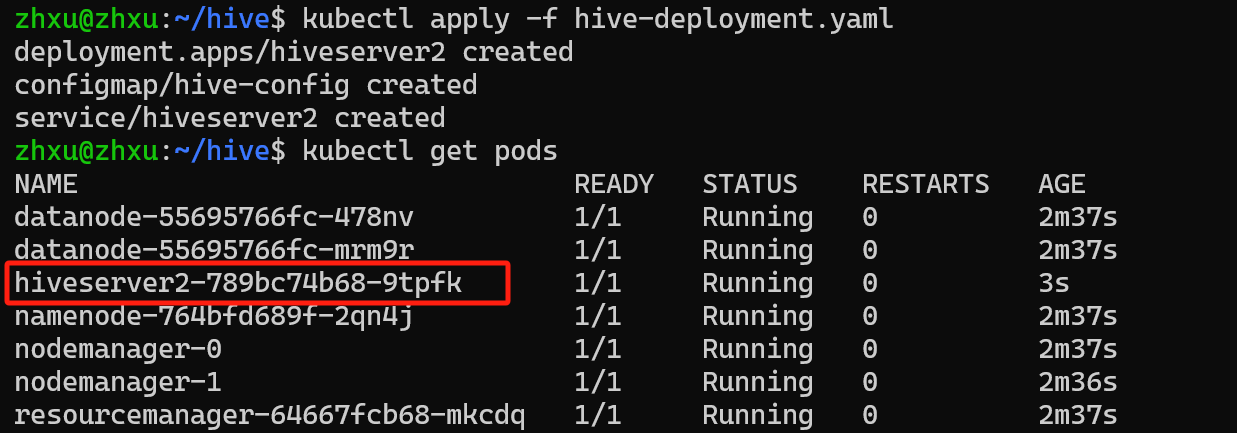 zhxu@zhxu:~/hive$ kubectl apply -f hive-deployment.yaml
deployment.apps/hiveserver2 created
configmap/hive-config created
service/hiveserver2 created
zhxu@zhxu:~/hive$ kubectl get pods
NAME READY STATUS RESTARTS AGE
datanode-55695766fc-478nv 1/1 Running 0 2m37s
datanode-55695766fc-mrm9r 1/1 Running 0 2m37s
hiveserver2-789bc74b68-9tpfk 1/1 Running 0 3s
namenode-764bfd689f-2qn4j 1/1 Running 0 2m37s
nodemanager-0 1/1 Running 0 2m37s
nodemanager-1 1/1 Running 0 2m36s
resourcemanager-64667fcb68-mkcdq 1/1 Running 0 2m37s